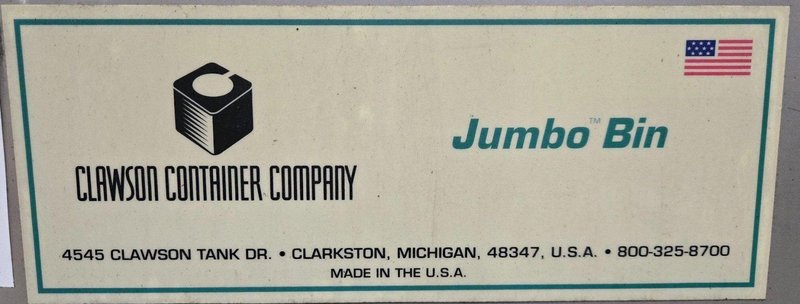 Jumbo™ Bin
CLAWSON CONTAINER COMPANY
4545 CLAWSON TANK DR. • CLARKSTON, MICHIGAN, 48347, U.S.A. • 800-325-8700
MADE IN THE U.S.A.